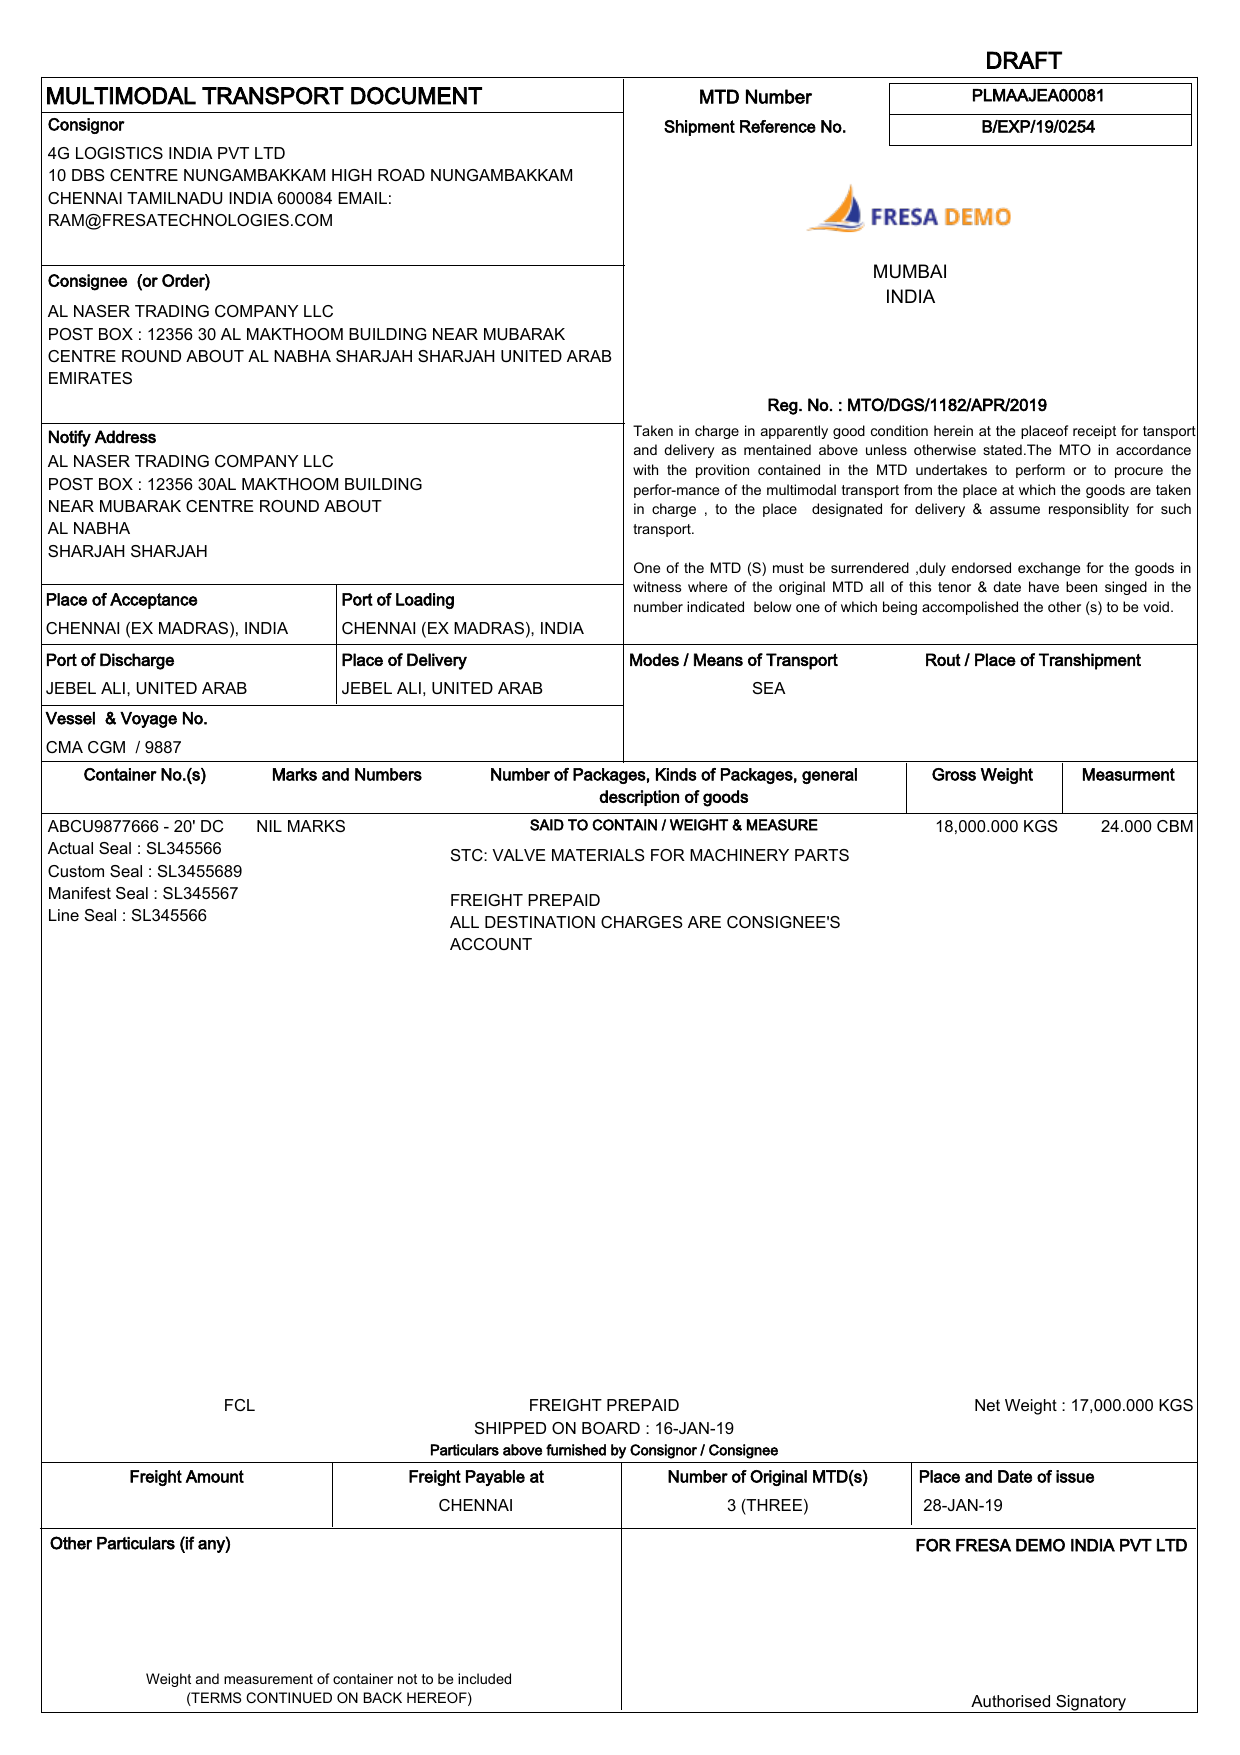 DRAFT
MULTIMODAL TRANSPORT DOCUMENT
MTD Number
PLMAAJEA00081
Shipment Reference No.
B/EXP/19/0254
Consignor
4G LOGISTICS INDIA PVT LTD
10 DBS CENTRE NUNGAMBAKKAM HIGH ROAD NUNGAMBAKKAM
CHENNAI TAMILNADU INDIA 600084 EMAIL:
RAM@FRESATECHNOLOGIES.COM
FRESA DEMO
MUMBAI
INDIA
Consignee (or Order)
AL NASER TRADING COMPANY LLC
POST BOX : 12356 30 AL MAKTHOOM BUILDING NEAR MUBARAK
CENTRE ROUND ABOUT AL NABHA SHARJAH SHARJAH UNITED ARAB
EMIRATES
Reg. No. : MTO/DGS/1182/APR/2019
Notify Address
AL NASER TRADING COMPANY LLC
POST BOX : 12356 30AL MAKTHOOM BUILDING
NEAR MUBARAK CENTRE ROUND ABOUT
AL NABHA
SHARJAH SHARJAH
Taken in charge in apparently good condition herein at the placeof receipt for tansport
and delivery as mentained above unless otherwise stated.The MTO in accordance
with the provition contained in the MTD undertakes to perform or to procure the
perfor-mance of the multimodal transport from the place at which the goods are taken
in charge , to the place designated for delivery & assume responsiblity for such
transport.
One of the MTD (S) must be surrendered ,duly endorsed exchange for the goods in
witness where of the original MTD all of this tenor & date have been singed in the
number indicated below one of which being accompolished the other (s) to be void.
Place of Acceptance
CHENNAI (EX MADRAS), INDIA
Port of Loading
CHENNAI (EX MADRAS), INDIA
Port of Discharge
JEBEL ALI, UNITED ARAB
Place of Delivery
JEBEL ALI, UNITED ARAB
Modes / Means of Transport
SEA
Rout / Place of Transhipment
Vessel & Voyage No.
CMA CGM / 9887
Container No.(s)
Marks and Numbers
Number of Packages, Kinds of Packages, general
description of goods
Gross Weight
Measurment
ABCU9877666 - 20' DC
Actual Seal : SL345566
Custom Seal : SL3455689
Manifest Seal : SL345567
Line Seal : SL345566
NIL MARKS
SAID TO CONTAIN / WEIGHT & MEASURE
STC: VALVE MATERIALS FOR MACHINERY PARTS
FREIGHT PREPAID
ALL DESTINATION CHARGES ARE CONSIGNEE'S
ACCOUNT
18,000.000 KGS
24.000 CBM
FCL
FREIGHT PREPAID
Net Weight : 17,000.000 KGS
SHIPPED ON BOARD : 16-JAN-19
Particulars above furnished by Consignor / Consignee
Freight Amount
Freight Payable at
CHENNAI
Number of Original MTD(s)
3 (THREE)
Place and Date of issue
28-JAN-19
Other Particulars (if any)
FOR FRESA DEMO INDIA PVT LTD
Weight and measurement of container not to be included
(TERMS CONTINUED ON BACK HEREOF)
Authorised Signatory